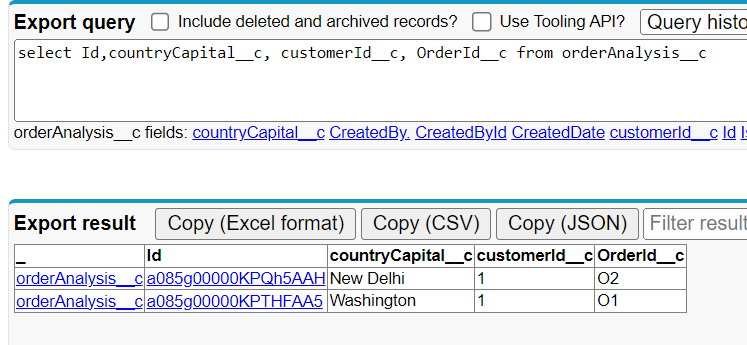 Export query Include deleted and archived records? Use Tooling API? Query histo
select Id,countryCapital__c, customerId__c, OrderId__c from orderAnalysis__c
orderAnalysis__c fields: countryCapital__c CreatedBy. CreatedById CreatedDate customerId__c Id I
Export result Copy (Excel format) Copy (CSV) Copy (JSON) Filter result
_ Id countryCapital__c customerId__c OrderId__c
orderAnalysis__c a085g00000KPQh5AAH New Delhi 1 O2
orderAnalysis__c a085g00000KPTHFAA5 Washington 1 O1